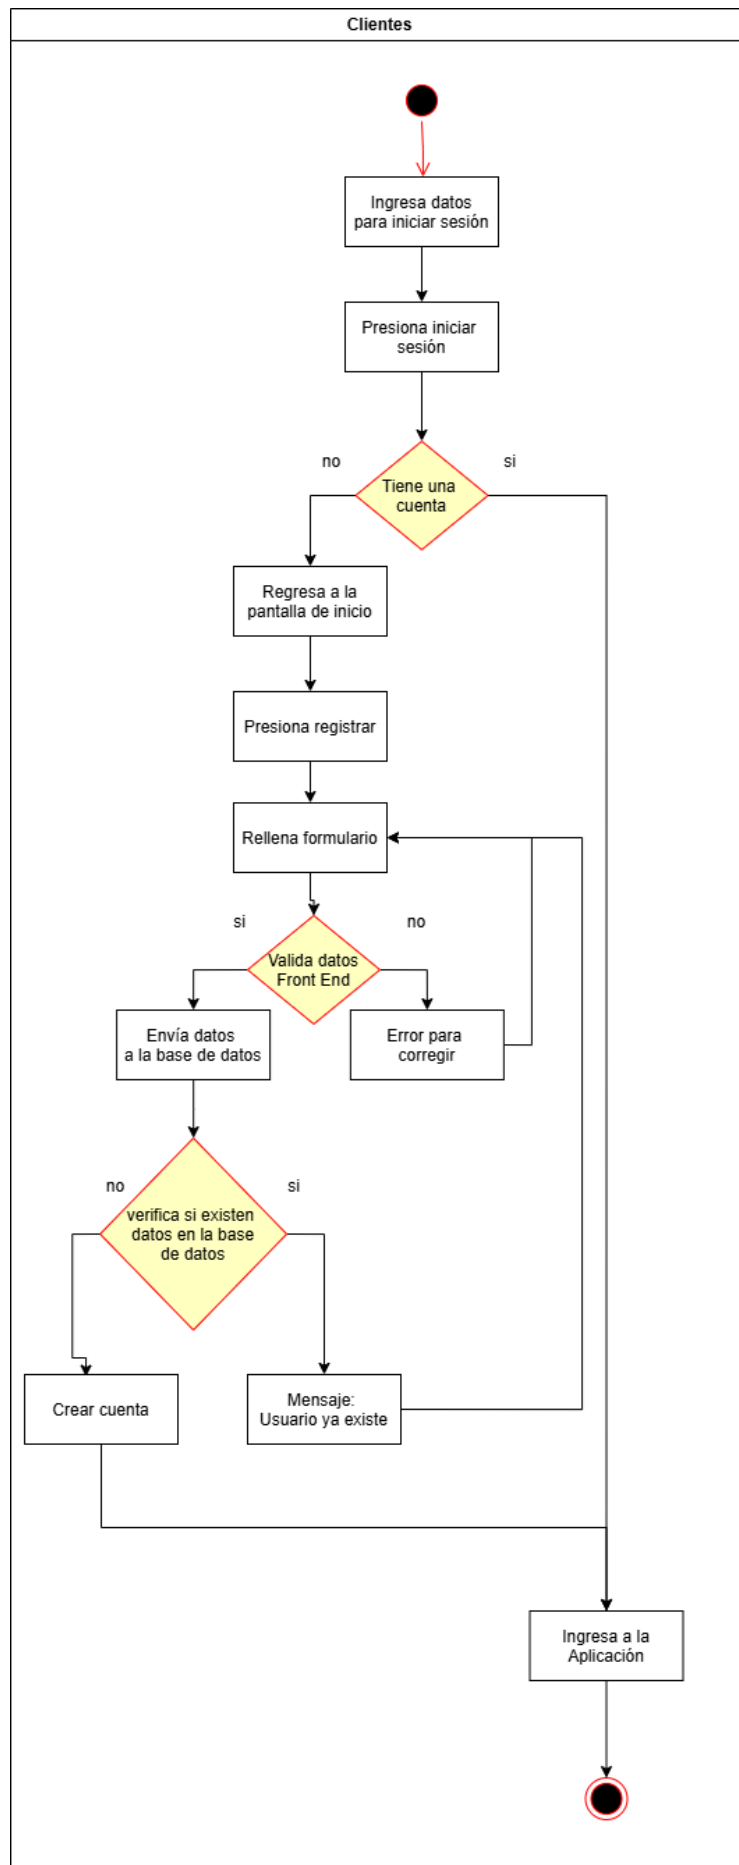 Clientes
Ingresa datos
para iniciar sesión
Presiona iniciar
sesión
no
si
Tiene una
cuenta
Regresa a la
pantalla de inicio
Presiona registrar
Rellena formulario
si
no
Valida datos
Front End
Envía datos
a la base de datos
Error para
corregir
no
si
verifica si existen
datos en la base
de datos
Crear cuenta
Mensaje:
Usuario ya existe
Ingresa a la
Aplicación